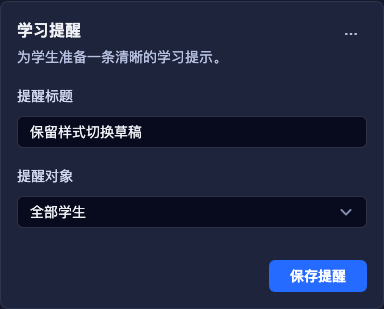 学习提醒
...
为学生准备一条清晰的学习提示。
提醒标题
保留样式切换草稿
提醒对象
全部学生
保存提醒